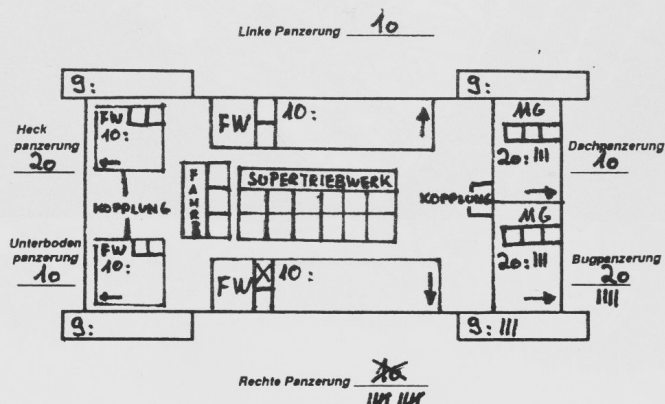 Linke Panzerung 10
9:
9:
FW
10:
FW
10:
MG
20: III
Heck
panzerung
20
Dachpanzerung
10
FAHRER
SUPERTRIEBWERK
KOPPLUNG
KOPPLUNG
MG
20: III
Unterboden
panzerung
10
FW
10:
FW
10:
Bugpanzerung
20
IIII
9:
9: III
Rechte Panzerung 10